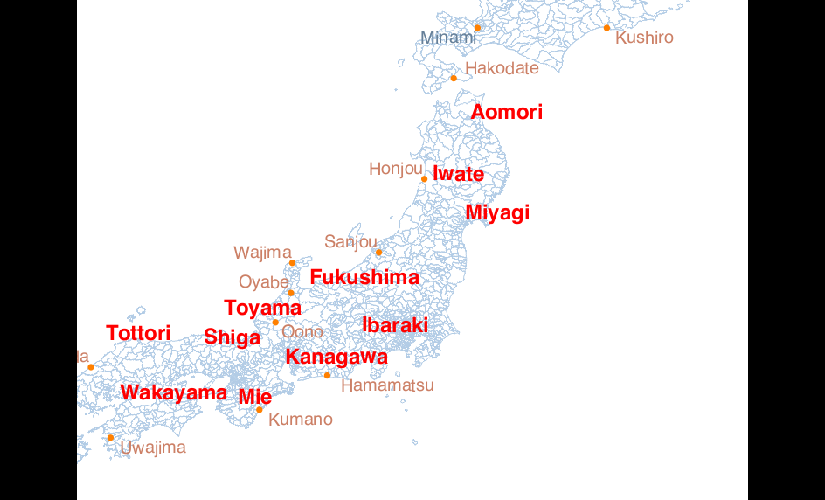 Minami
Kushiro
Hakodate
Aomori
Honjou
Iwate
Miyagi
Sanjou
Wajima
Fukushima
Oyabe
Toyama
Ibaraki
Tottori
Shiga
Oono
Kanagawa
da
Hamamatsu
Wakayama
Mie
Kumano
Uwajima